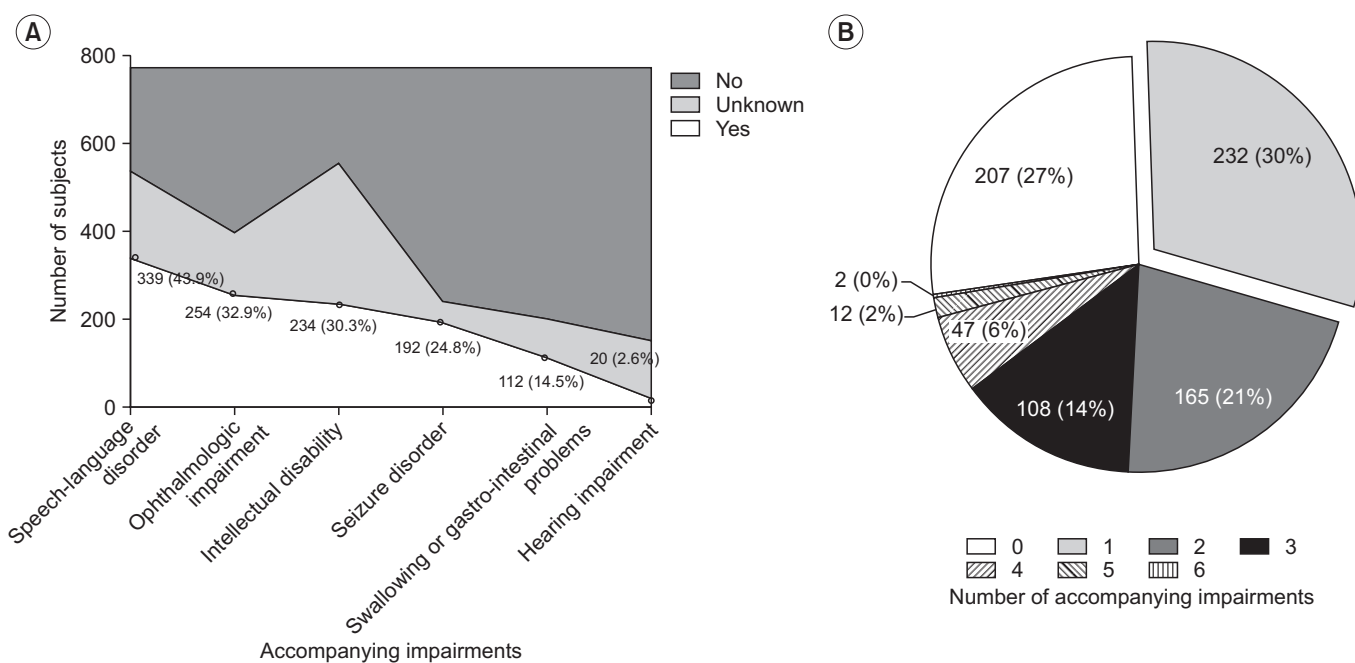 A
Number of subjects
800
600
400
200
0
339 (43.9%)
254 (32.9%)
234 (30.3%)
192 (24.8%)
112 (14.5%)
20 (2.6%)
No
Unknown
Yes
Speech-language
disorder
Ophthalmologic
impairment
Intellectual disability
Seizure disorder
Swallowing or gastro-intestinal
problems
Hearing impairment
Accompanying impairments
B
232 (30%)
207 (27%)
2 (0%)
12 (2%)
47 (6%)
108 (14%)
165 (21%)
0 1 2 3
4 5 6
Number of accompanying impairments